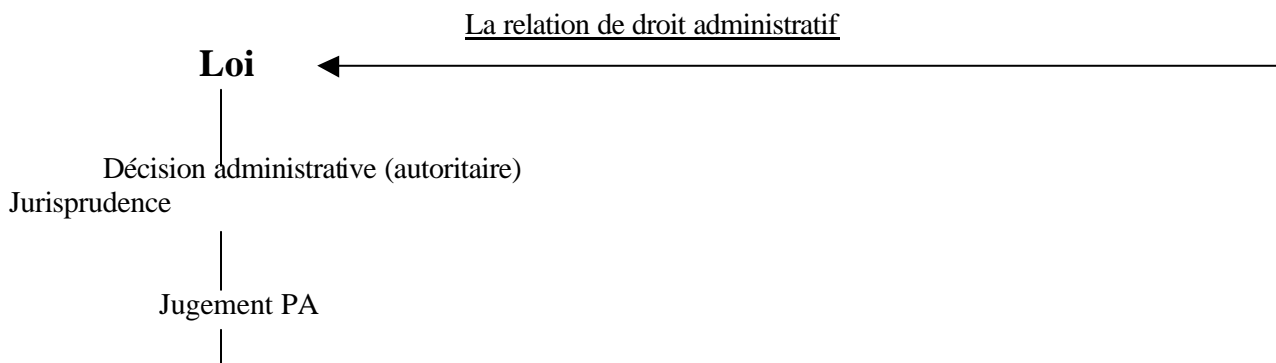 La relation de droit administratif
Loi
Décision administrative (autoritaire)
Jurisprudence
Jugement PA